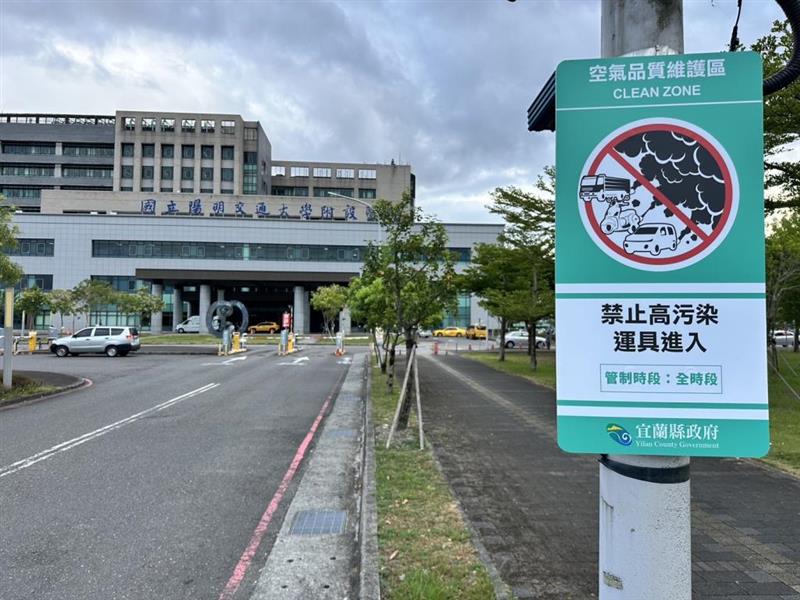 空氣品質維護區
CLEAN ZONE
禁止高污染
運具進入
管制時段：全時段
宜蘭縣政府
Yilan County Government
國立陽明交通大學附設醫